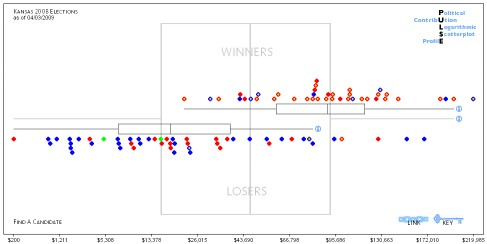 Kansas 2008 Elections
as of 04/03/2009
Political
Contribution
Logarithmic
Scatterplot
Profile
WINNERS
LOSERS
Find A Candidate
LINK KEY
$200 $1,211 $5,308 $13,378 $26,015 $43,690 $66,798 $95,686 $130,663 $172,010 $219,985